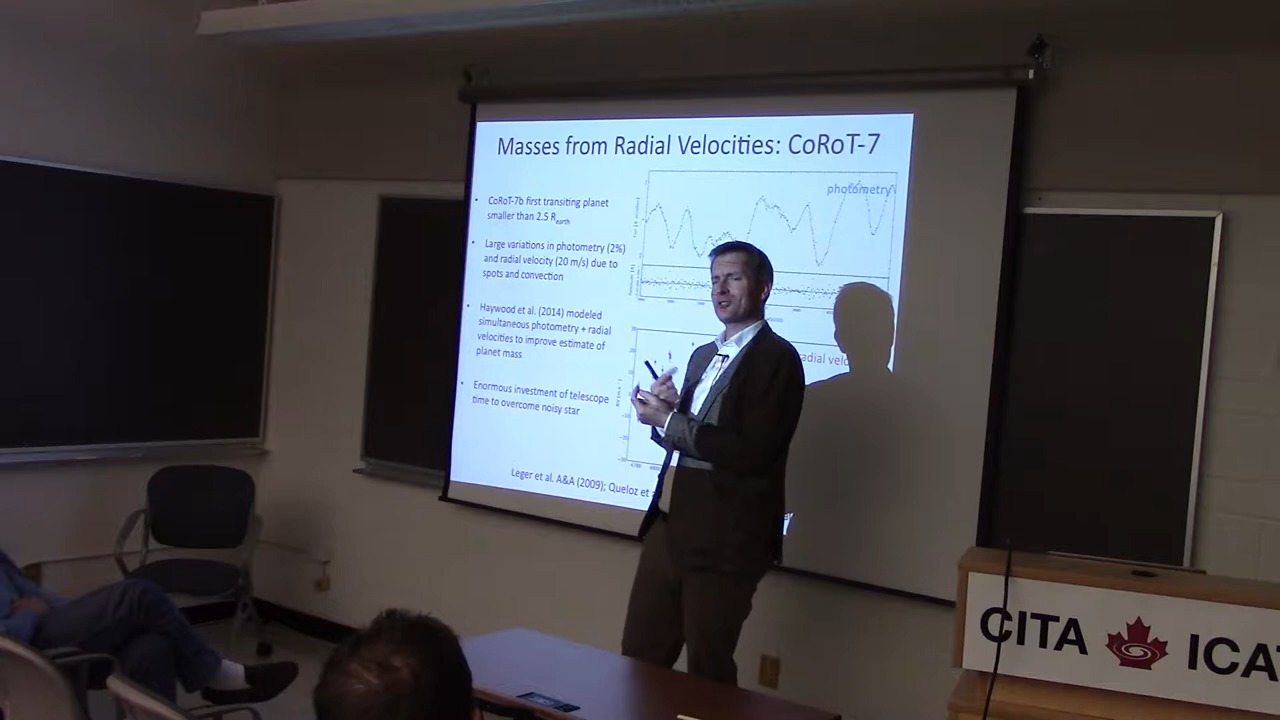 Masses from Radial Velocities: CoRoT-7
photometry
• CoRoT-7b first transiting planet
smaller than 2.5 Rearth
• Large variations in photometry (2%)
and radial velocity (20 m/s) due to
spots and convection
• Haywood et al. (2014) modeled
simultaneous photometry + radial
velocities to improve estimate of
planet mass
• Enormous investment of telescope
time to overcome noisy star
Leger et al. A&A (2009); Queloz et
CITA ICA